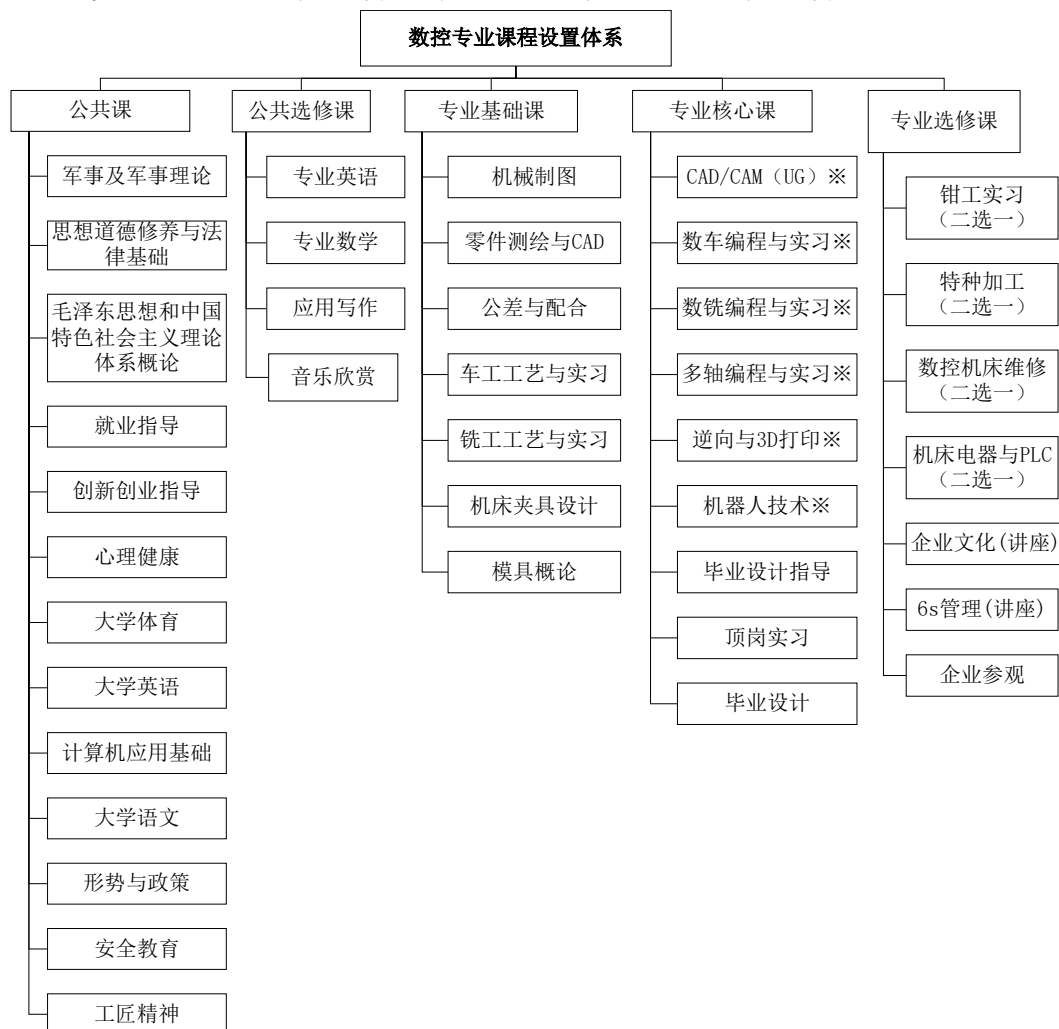 数控专业课程设置体系
公共课
军事及军事理论
思想道德修养与法
律基础
毛泽东思想和中国
特色社会主义理论
体系概论
就业指导
创新创业指导
心理健康
大学体育
大学英语
计算机应用基础
大学语文
形势与政策
安全教育
工匠精神
公共选修课
专业英语
专业数学
应用写作
音乐欣赏
专业基础课
机械制图
零件测绘与CAD
公差与配合
车工工艺与实习
铣工工艺与实习
机床夹具设计
模具概论
专业核心课
CAD/CAM（UG）※
数车编程与实习※
数铣编程与实习※
多轴编程与实习※
逆向与3D打印※
机器人技术※
毕业设计指导
顶岗实习
毕业设计
专业选修课
钳工实习
（二选一）
特种加工
（二选一）
数控机床维修
（二选一）
机床电器与PLC
（二选一）
企业文化(讲座)
6s管理(讲座)
企业参观